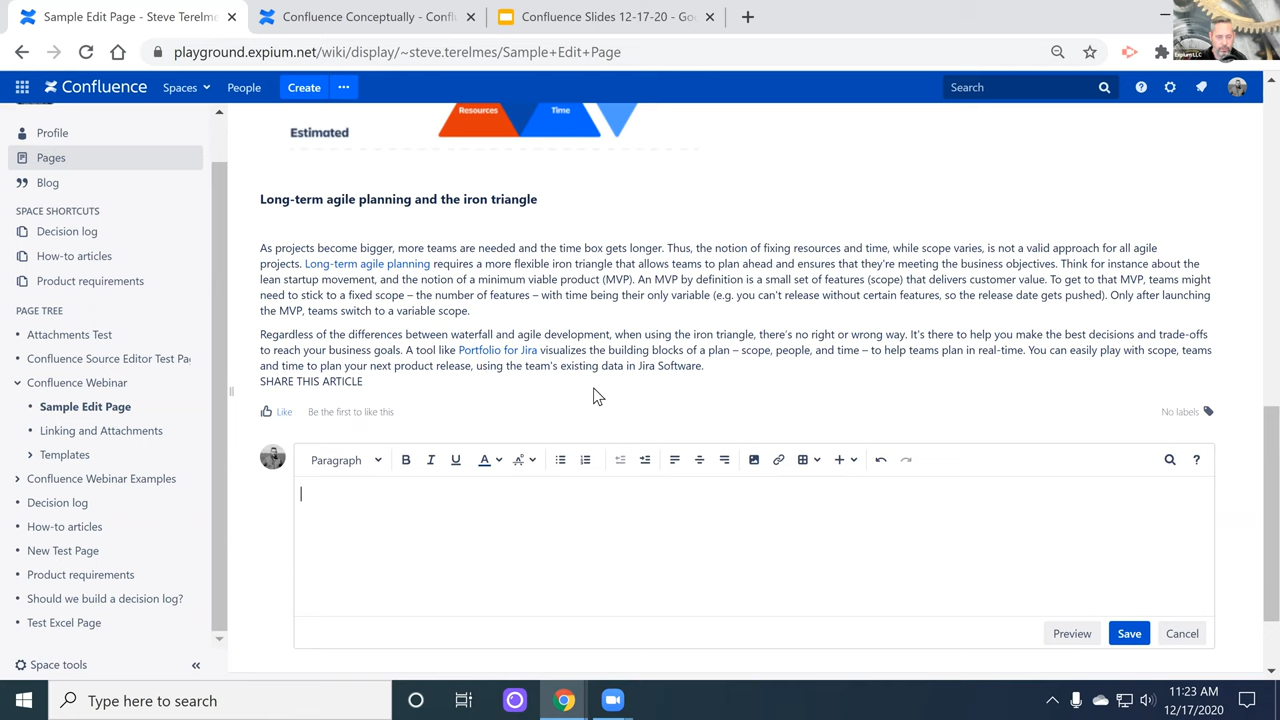 Sample Edit Page - Steve Terelme
Confluence Conceptually - Confl
Confluence Slides 12-17-20 - Go
playground.expium.net/wiki/display/~steve.terelmes/Sample+Edit+Page
Confluence
Spaces
People
Create
Search
Profile
Pages
Blog
SPACE SHORTCUTS
Decision log
How-to articles
Product requirements
PAGE TREE
Attachments Test
Confluence Source Editor Test Pa
Confluence Webinar
Sample Edit Page
Linking and Attachments
Templates
Confluence Webinar Examples
Decision log
How-to articles
New Test Page
Product requirements
Should we build a decision log?
Test Excel Page
Space tools
Resources
Time
Estimated
Long-term agile planning and the iron triangle
As projects become bigger, more teams are needed and the time box gets longer. Thus, the notion of fixing resources and time, while scope varies, is not a valid approach for all agile
projects. Long-term agile planning requires a more flexible iron triangle that allows teams to plan ahead and ensures that they're meeting the business objectives. Think for instance about the
lean startup movement, and the notion of a minimum viable product (MVP). An MVP by definition is a small set of features (scope) that delivers customer value. To get to that MVP, teams might
need to stick to a fixed scope – the number of features – with time being their only variable (e.g. you can't release without certain features, so the release date gets pushed). Only after launching
the MVP, teams switch to a variable scope.
Regardless of the differences between waterfall and agile development, when using the iron triangle, there's no right or wrong way. It's there to help you make the best decisions and trade-offs
to reach your business goals. A tool like Portfolio for Jira visualizes the building blocks of a plan – scope, people, and time – to help teams plan in real-time. You can easily play with scope, teams
and time to plan your next product release, using the team's existing data in Jira Software.
SHARE THIS ARTICLE
Like
Be the first to like this
No labels
Paragraph
B I U A
Preview
Save
Cancel
Type here to search
11:23 AM
12/17/2020